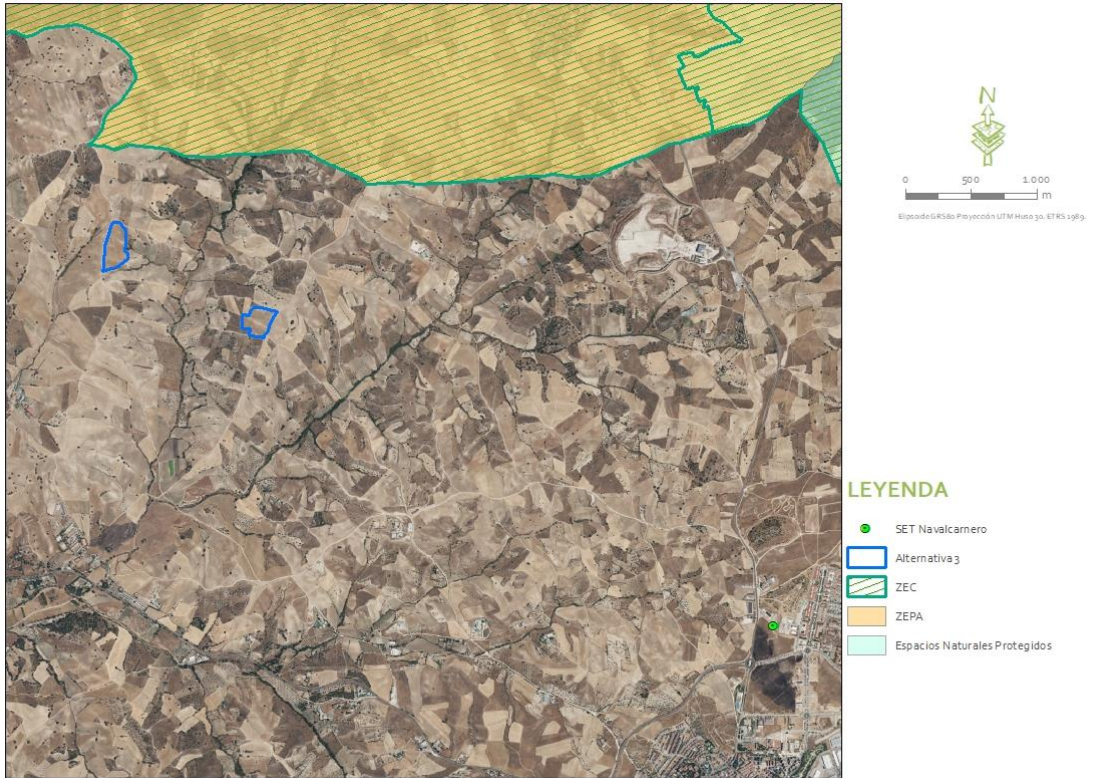 N
0 500 1.000
m
Elipsoide GRS80 Proyección UTM Huso 30. ETRS 1989.
LEYENDA
SET Navalcarnero
Alternativa 3
ZEC
ZEPA
Espacios Naturales Protegidos